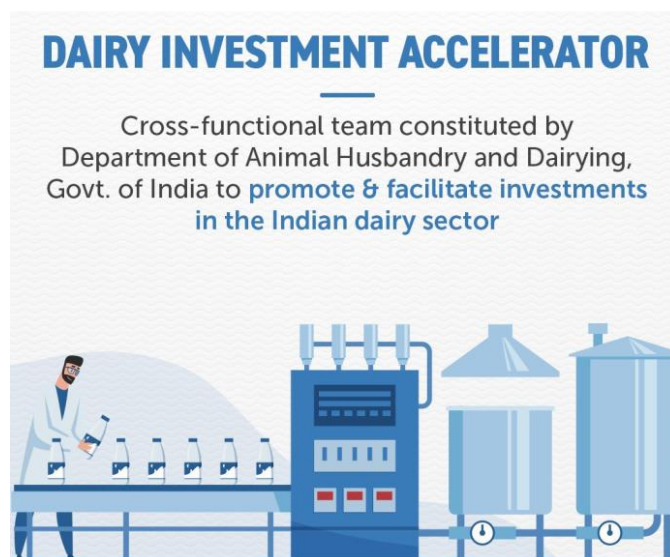 DAIRY INVESTMENT ACCELERATOR
Cross-functional team constituted by
Department of Animal Husbandry and Dairying,
Govt. of India to promote & facilitate investments
in the Indian dairy sector